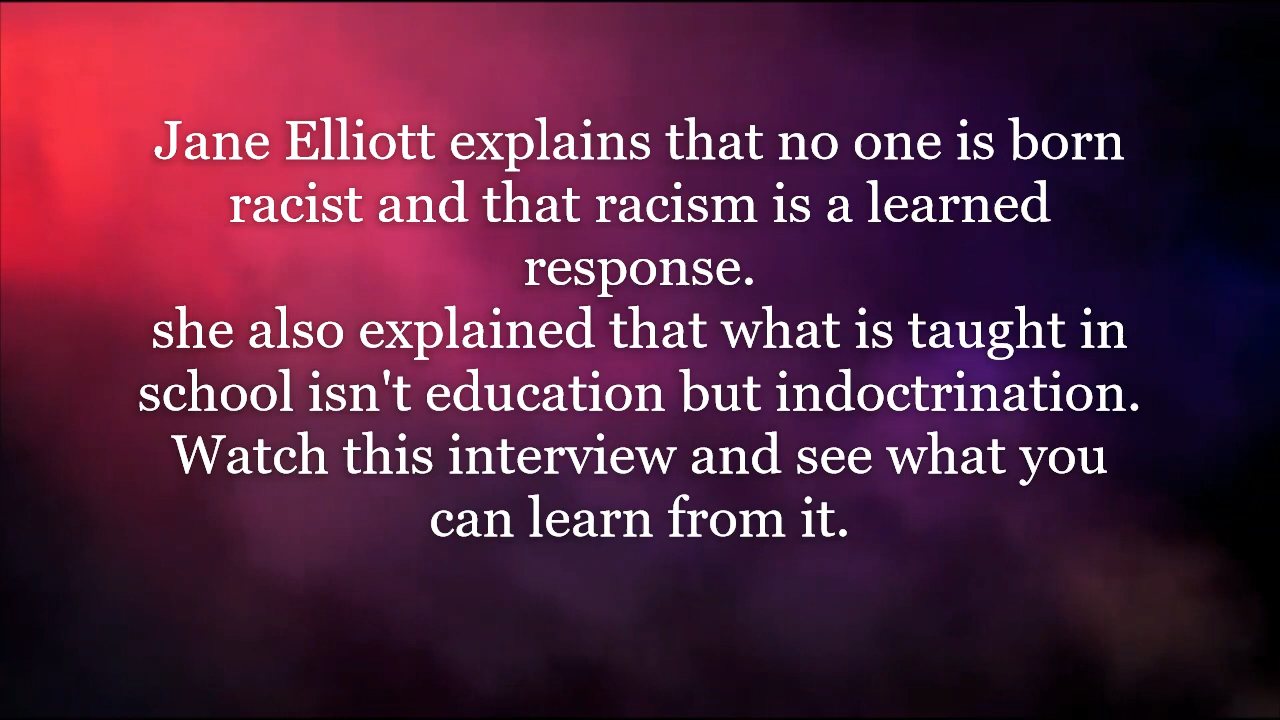 Jane Elliott explains that no one is born
racist and that racism is a learned
response.
she also explained that what is taught in
school isn't education but indoctrination.
Watch this interview and see what you
can learn from it.